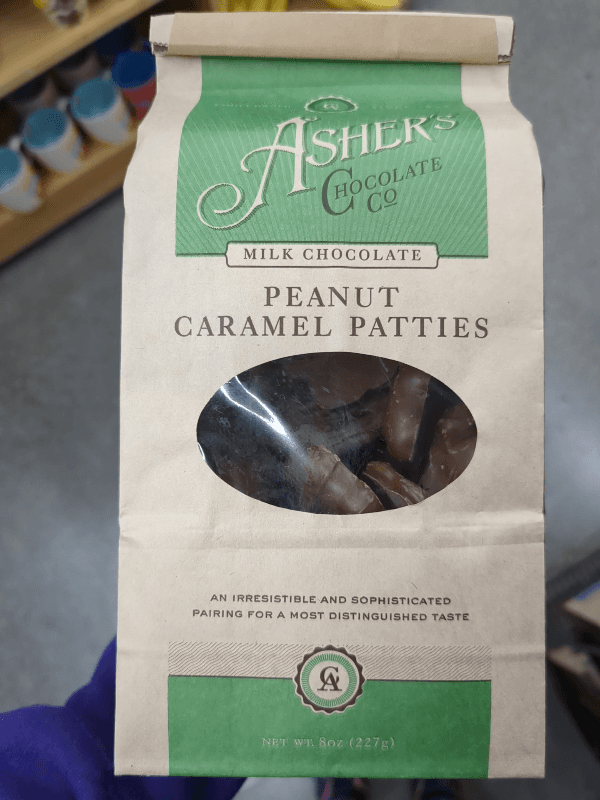 ASHER'S
CHOCOLATE
CO
MILK CHOCOLATE
PEANUT
CARAMEL PATTIES
AN IRRESISTIBLE AND SOPHISTICATED
PAIRING FOR A MOST DISTINGUISHED TASTE
CA
NET WT. 8oz (227g)